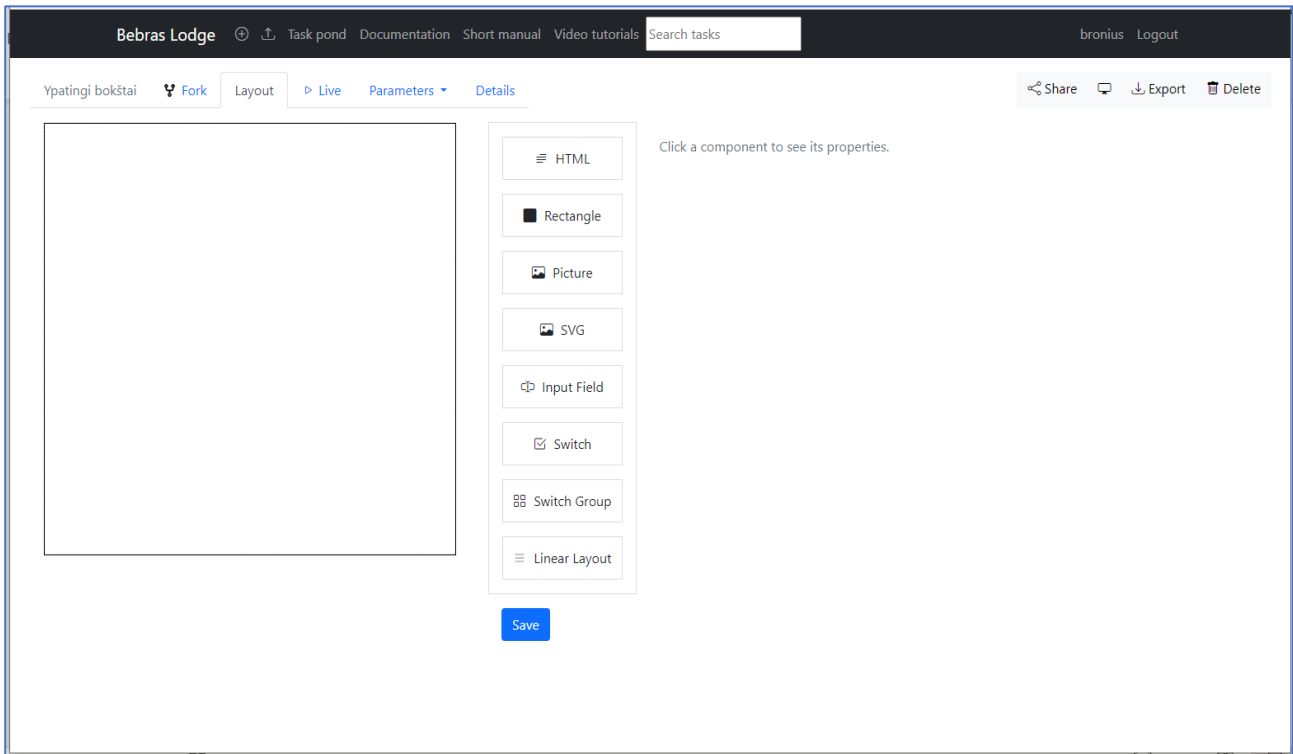 Bebras Lodge Task pond Documentation Short manual Video tutorials Search tasks bronius Logout
Ypatingi bokštai Fork Layout Live Parameters Details Share Export Delete
HTML
Click a component to see its properties.
Rectangle
Picture
SVG
Input Field
Switch
Switch Group
Linear Layout
Save